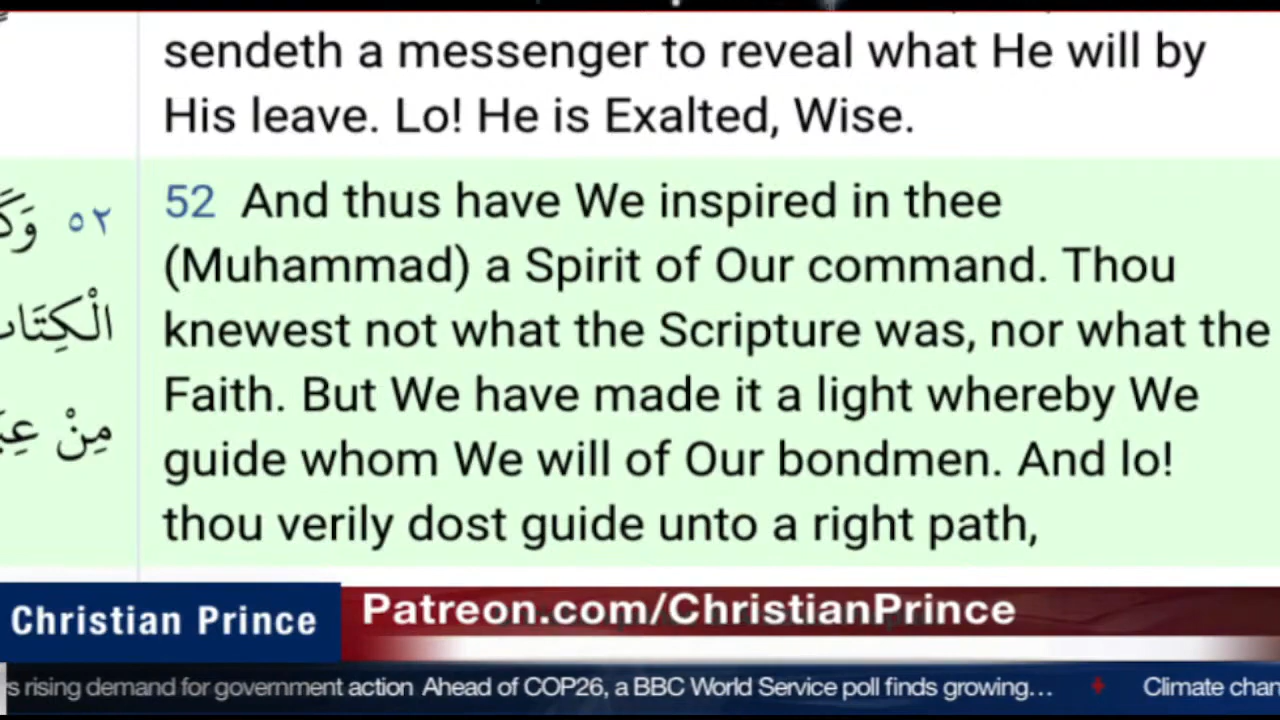 sendeth a messenger to reveal what He will by
His leave. Lo! He is Exalted, Wise.
52 And thus have We inspired in thee
(Muhammad) a Spirit of Our command. Thou
knewest not what the Scripture was, nor what the
Faith. But We have made it a light whereby We
guide whom We will of Our bondmen. And lo!
thou verily dost guide unto a right path,
٥٢
مِنْ
Christian Prince
Patreon.com/ChristianPrince
s rising demand for government action Ahead of COP26, a BBC World Service poll finds growing... Climate chan